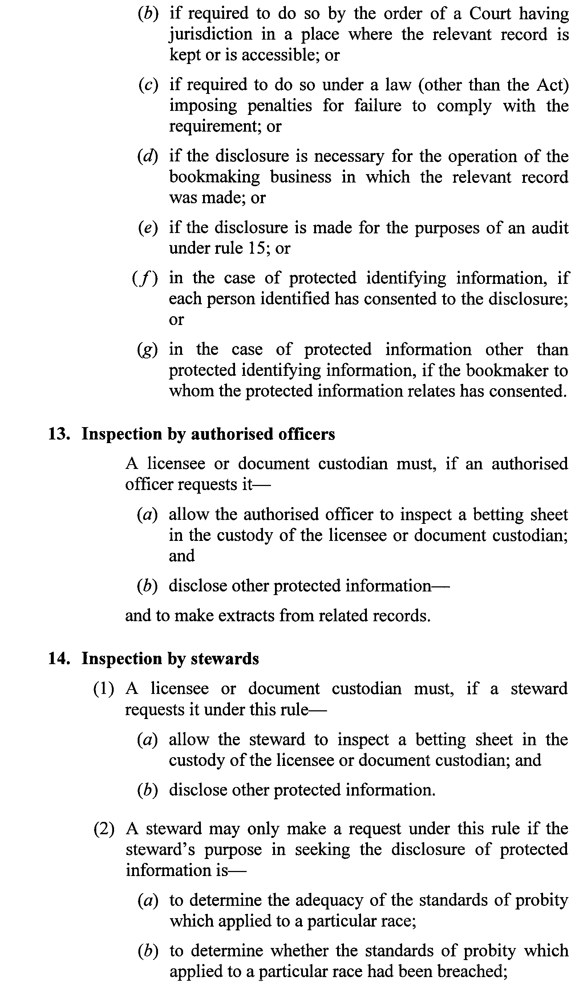 (b) if required to do so by the order of a Court having
jurisdiction in a place where the relevant record is
kept or is accessible; or
(c) if required to do so under a law (other than the Act)
imposing penalties for failure to comply with the
requirement; or
(d) if the disclosure is necessary for the operation of the
bookmaking business in which the relevant record
was made; or
(e) if the disclosure is made for the purposes of an audit
under rule 15; or
(f) in the case of protected identifying information, if
each person identified has consented to the disclosure;
or
(g) in the case of protected information other than
protected identifying information, if the bookmaker to
whom the protected information relates has consented.
13. Inspection by authorised officers
A licensee or document custodian must, if an authorised
officer requests it—
(a) allow the authorised officer to inspect a betting sheet
in the custody of the licensee or document custodian;
and
(b) disclose other protected information—
and to make extracts from related records.
14. Inspection by stewards
(1) A licensee or document custodian must, if a steward
requests it under this rule—
(a) allow the steward to inspect a betting sheet in the
custody of the licensee or document custodian; and
(b) disclose other protected information.
(2) A steward may only make a request under this rule if the
steward's purpose in seeking the disclosure of protected
information is—
(a) to determine the adequacy of the standards of probity
which applied to a particular race;
(b) to determine whether the standards of probity which
applied to a particular race had been breached;